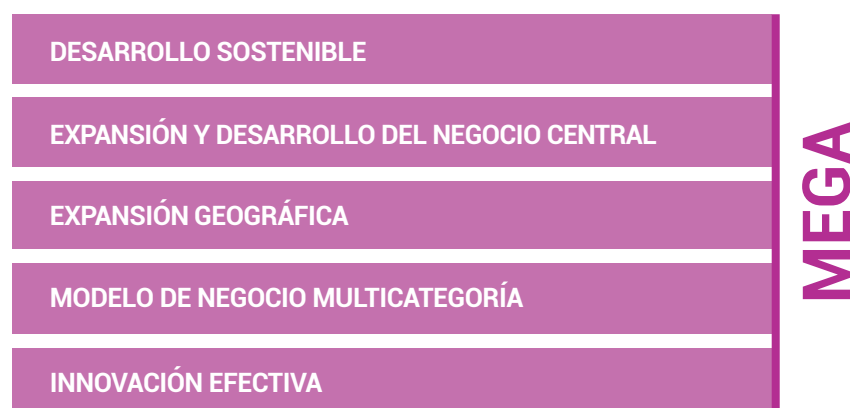 DESARROLLO SOSTENIBLE
EXPANSIÓN Y DESARROLLO DEL NEGOCIO CENTRAL
EXPANSIÓN GEOGRÁFICA
MODELO DE NEGOCIO MULTICATEGORÍA
INNOVACIÓN EFECTIVA
MEGA